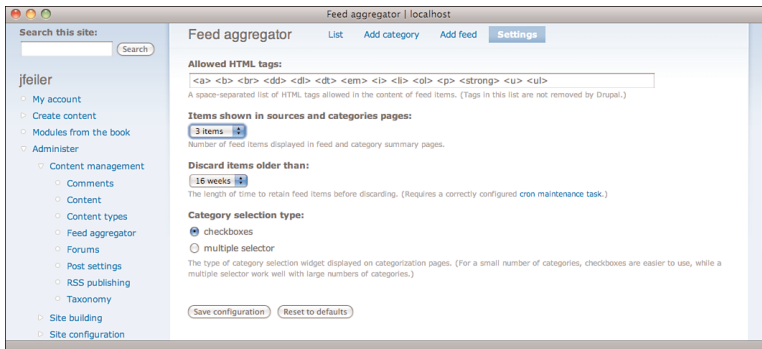 Feed aggregator | localhost
Search this site:
Search
jfeiler
My account
Create content
Modules from the book
Administer
Content management
Comments
Content
Content types
Feed aggregator
Forums
Post settings
RSS publishing
Taxonomy
Site building
Site configuration
Feed aggregator List Add category Add feed Settings
Allowed HTML tags:
<a> <b> <br> <dd> <dl> <dt> <em> <i> <li> <ol> <p> <strong> <u> <ul>
A space-separated list of HTML tags allowed in the content of feed items. (Tags in this list are not removed by Drupal.)
Items shown in sources and categories pages:
3 items
Number of feed items displayed in feed and category summary pages.
Discard items older than:
16 weeks
The length of time to retain feed items before discarding. (Requires a correctly configured cron maintenance task.)
Category selection type:
checkboxes
multiple selector
The type of category selection widget displayed on categorization pages. (For a small number of categories, checkboxes are easier to use, while a
multiple selector work well with large numbers of categories.)
Save configuration Reset to defaults